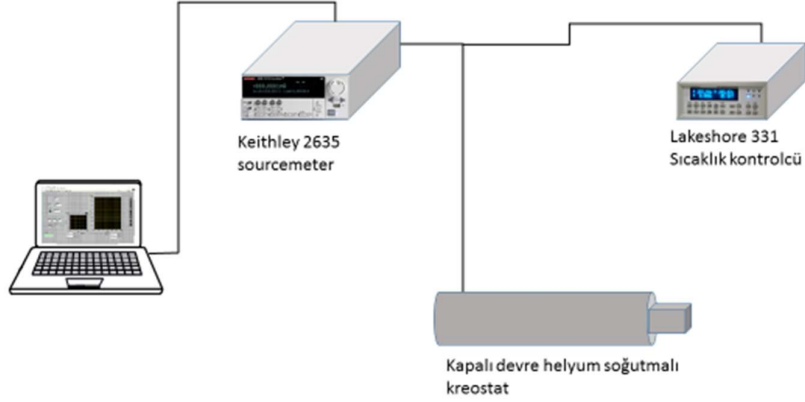 Keithley 2635
sourcemeter
Lakeshore 331
Sıcaklık kontrolcü
Kapalı devre helyum soğutmalı
kreostat